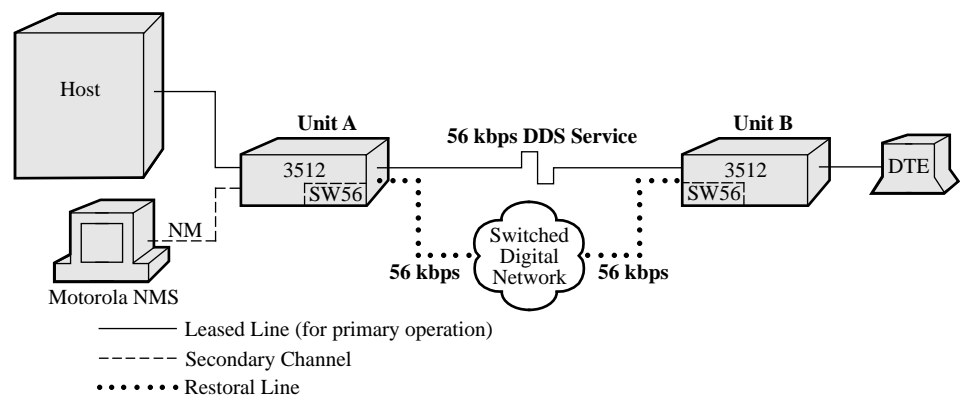 Host
Unit A
56 kbps DDS Service
Unit B
3512
SW56
3512
SW56
DTE
NM
Switched
Digital
Network
56 kbps
56 kbps
Motorola NMS
Leased Line (for primary operation)
Secondary Channel
Restoral Line